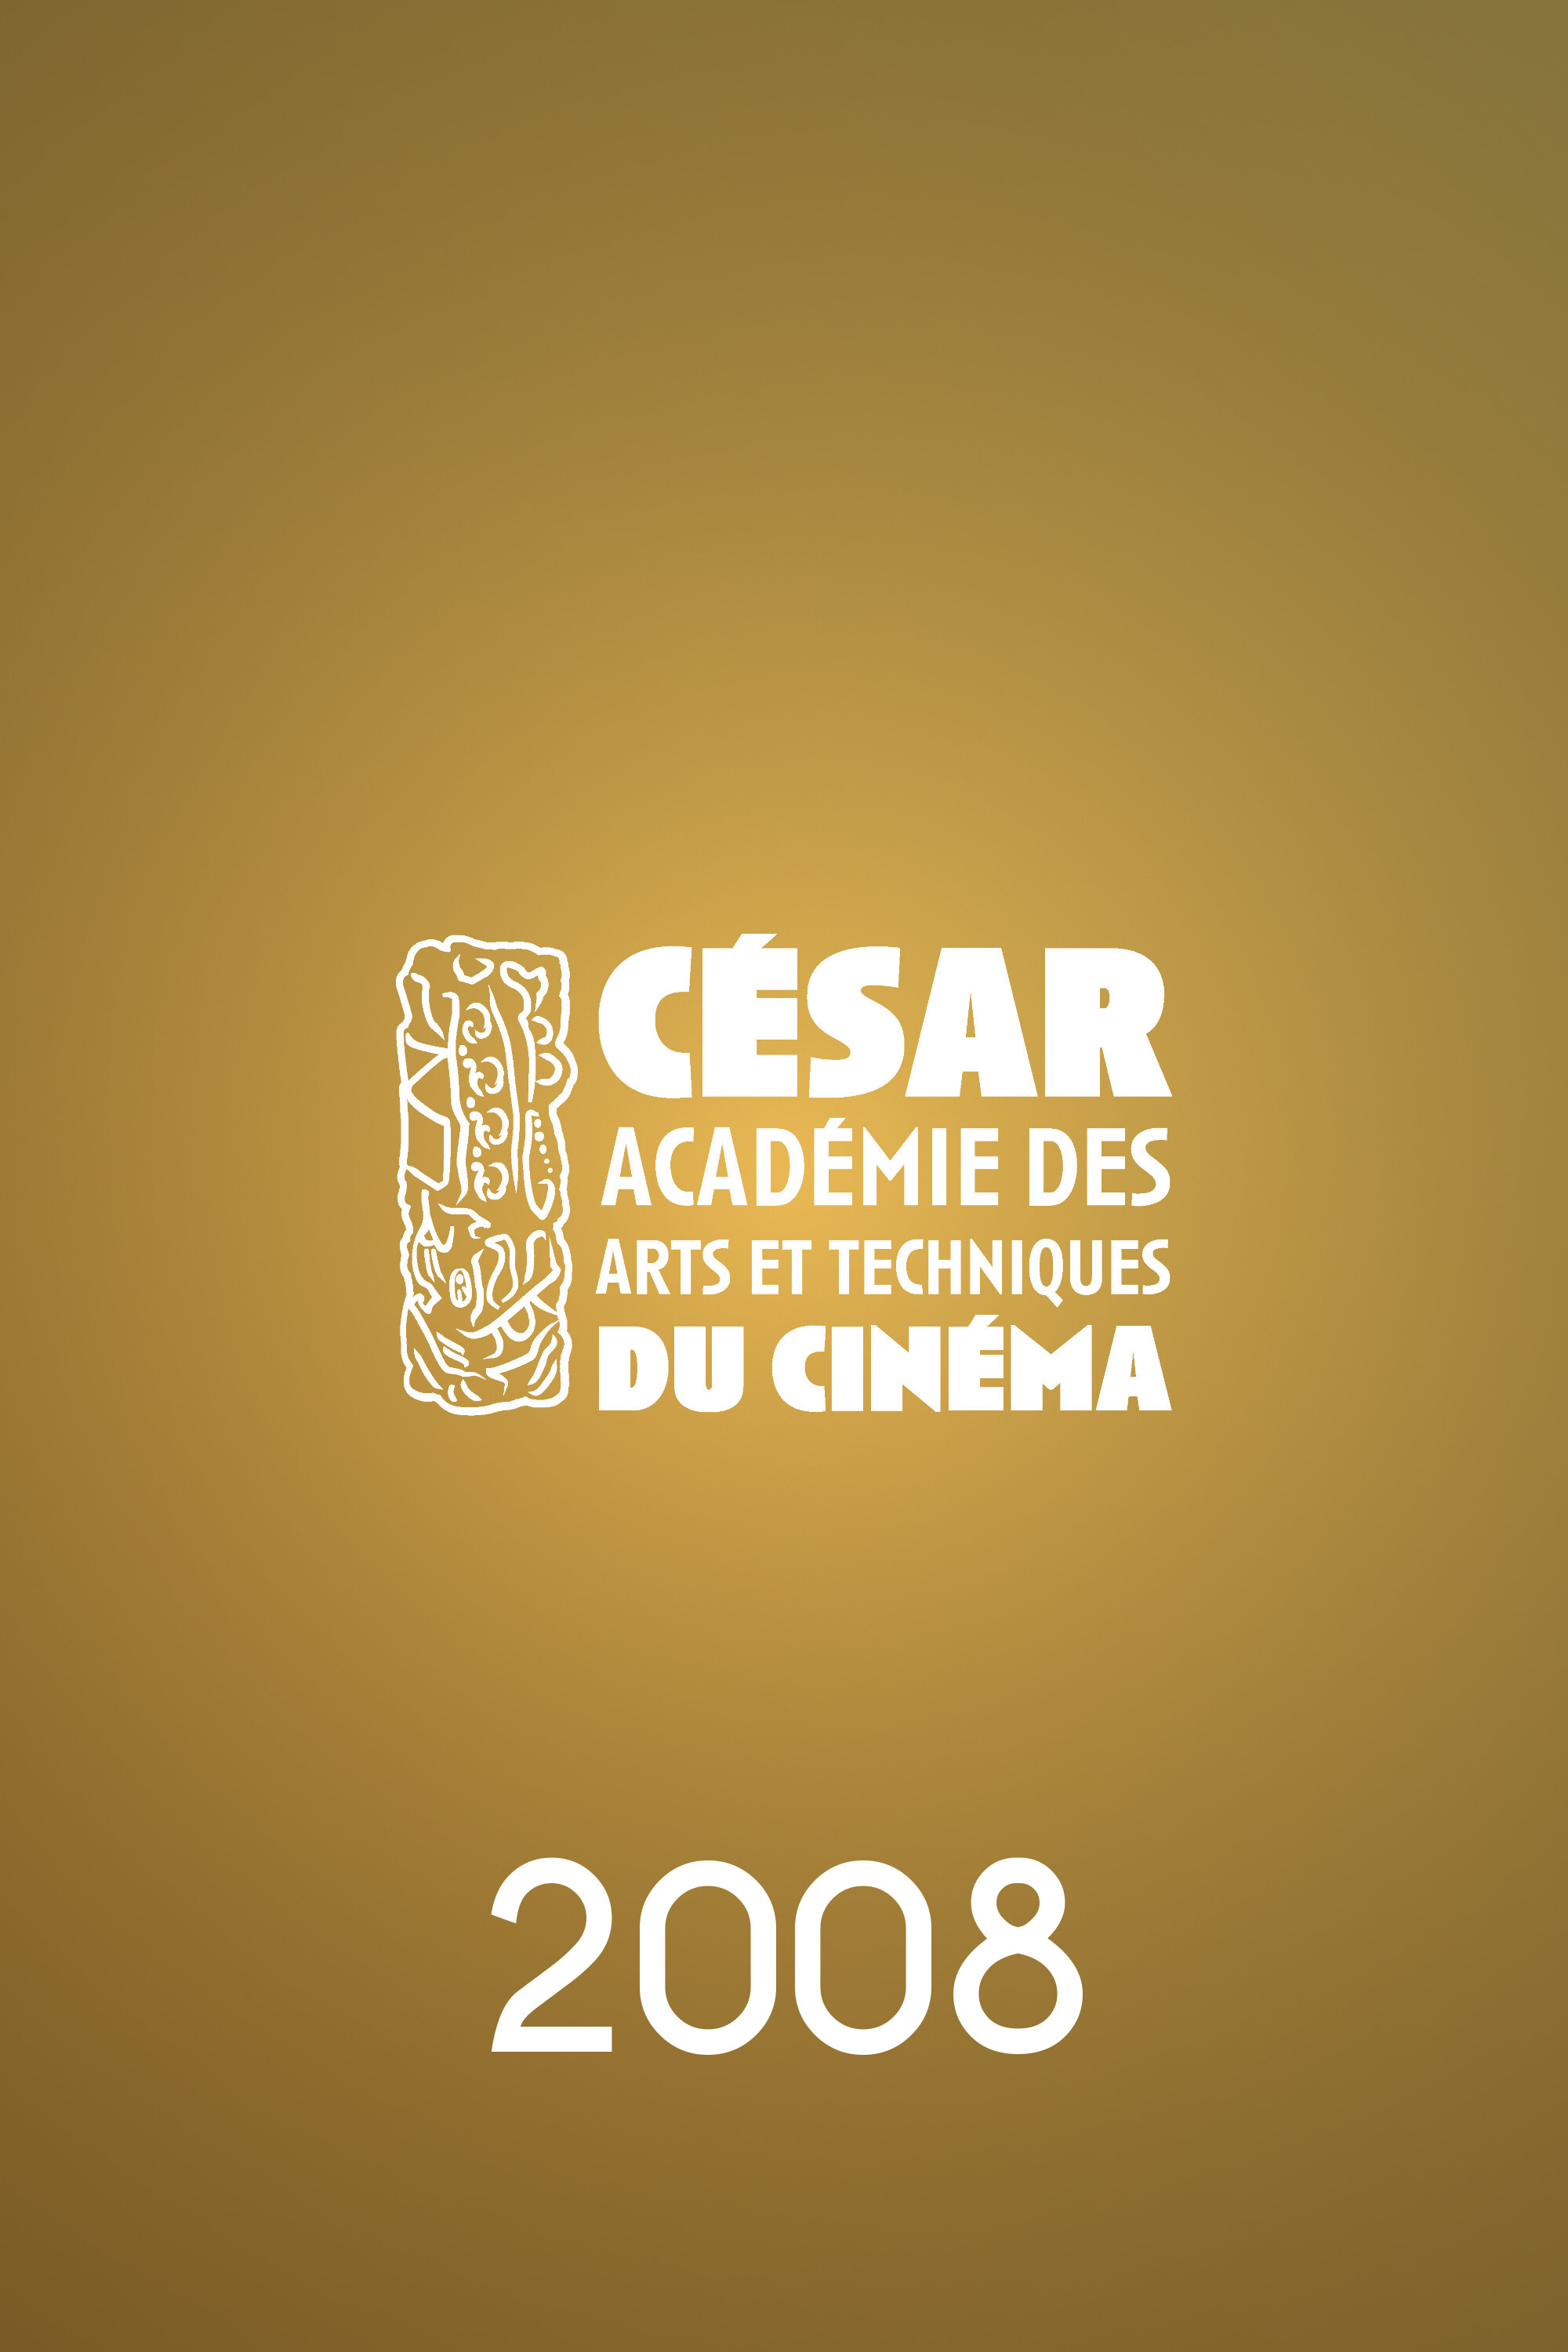 CÉSAR
ACADÉMIE DES
ARTS ET TECHNIQUES
DU CINÉMA
2008